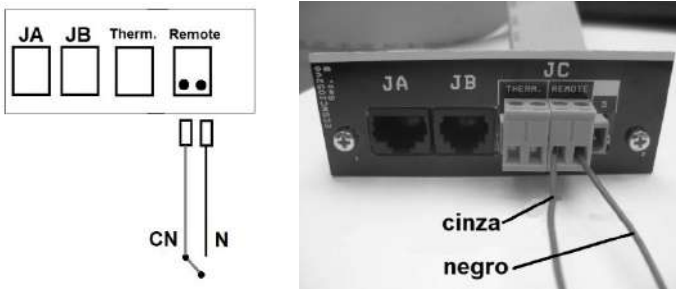 JA JB Therm. Remote
CN N
JA JB JC
THERM. REMOTE
cinza
negro